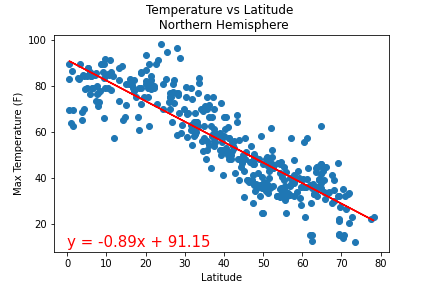 Temperature vs Latitude
Northern Hemisphere
Max Temperature (F)
100
80
60
40
20
y = -0.89x + 91.15
0
10
20
30
40
50
60
70
80
Latitude